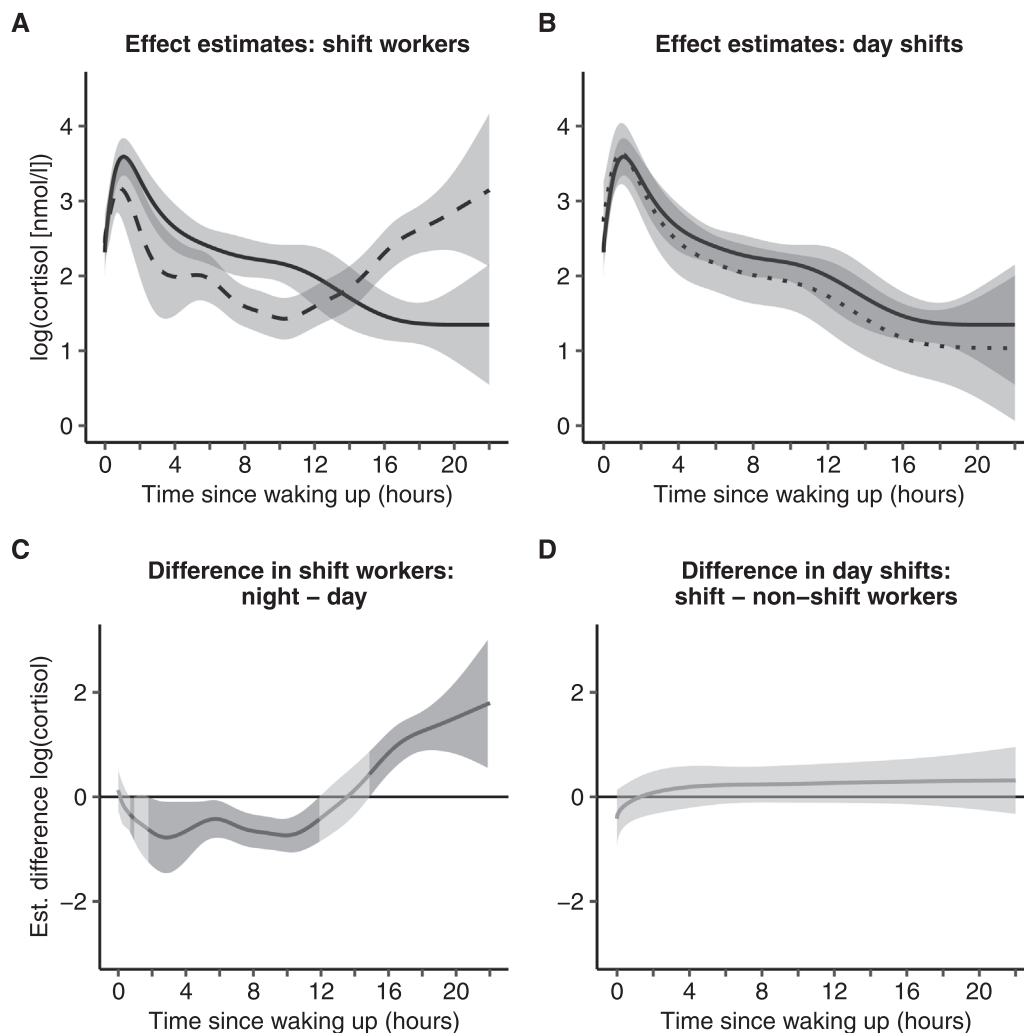 A
Effect estimates: shift workers
log(cortisol [nmol/l])
4
3
2
1
0
0 4 8 12 16 20
Time since waking up (hours)
B
Effect estimates: day shifts
4
3
2
1
0
0 4 8 12 16 20
Time since waking up (hours)
C
Difference in shift workers:
night − day
Est. difference log(cortisol)
2
0
−2
0 4 8 12 16 20
Time since waking up (hours)
D
Difference in day shifts:
shift − non−shift workers
2
0
−2
0 4 8 12 16 20
Time since waking up (hours)